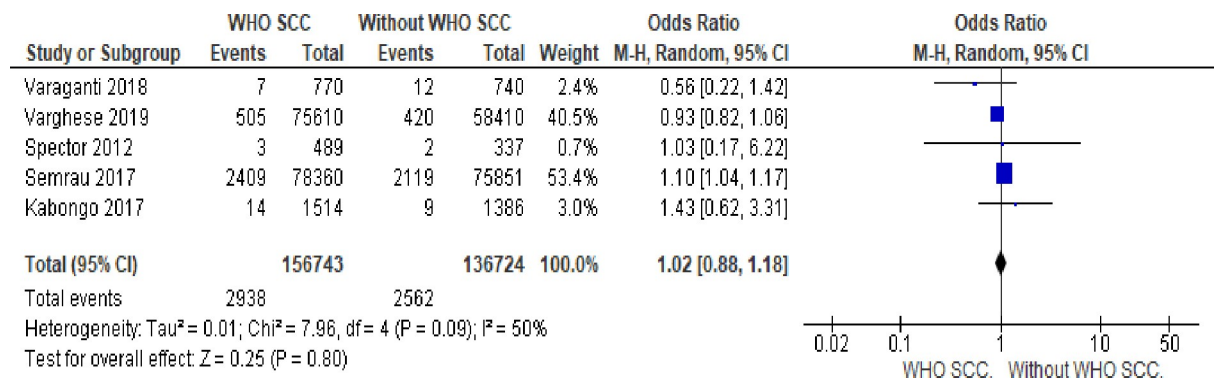 WHO SCC Without WHO SCC Odds Ratio Odds Ratio
Study or Subgroup Events Total Events Total Weight M-H, Random, 95% CI M-H, Random, 95% CI
Varaganti 2018 7 770 12 740 2.4% 0.56 [0.22, 1.42]
Varghese 2019 505 75610 420 58410 40.5% 0.93 [0.82, 1.06]
Spector 2012 3 489 2 337 0.7% 1.03 [0.17, 6.22]
Semrau 2017 2409 78360 2119 75851 53.4% 1.10 [1.04, 1.17]
Kabongo 2017 14 1514 9 1386 3.0% 1.43 [0.62, 3.31]
Total (95% CI) 156743 136724 100.0% 1.02 [0.88, 1.18]
Total events 2938 2562
Heterogeneity: Tau² = 0.01; Chi² = 7.96, df = 4 (P = 0.09); I² = 50%
Test for overall effect: Z = 0.25 (P = 0.80)
0.02 0.1 1 10 50
WHO SCC. Without WHO SCC.